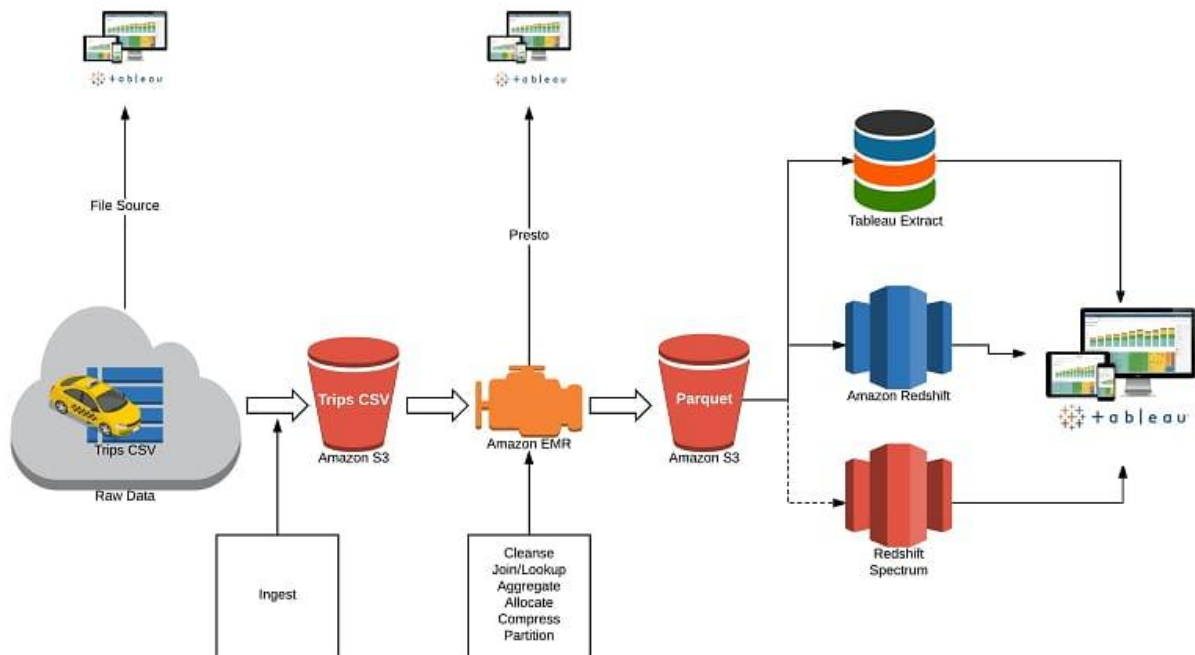 + a b l e a u
+ a b l e a u
File Source
Presto
Tableau Extract
Trips CSV
Raw Data
Trips CSV
Amazon S3
Amazon EMR
Parquet
Amazon S3
Amazon Redshift
+ a b l e a u
Redshift
Spectrum
Ingest
Cleanse
Join/Lookup
Aggregate
Allocate
Compress
Partition